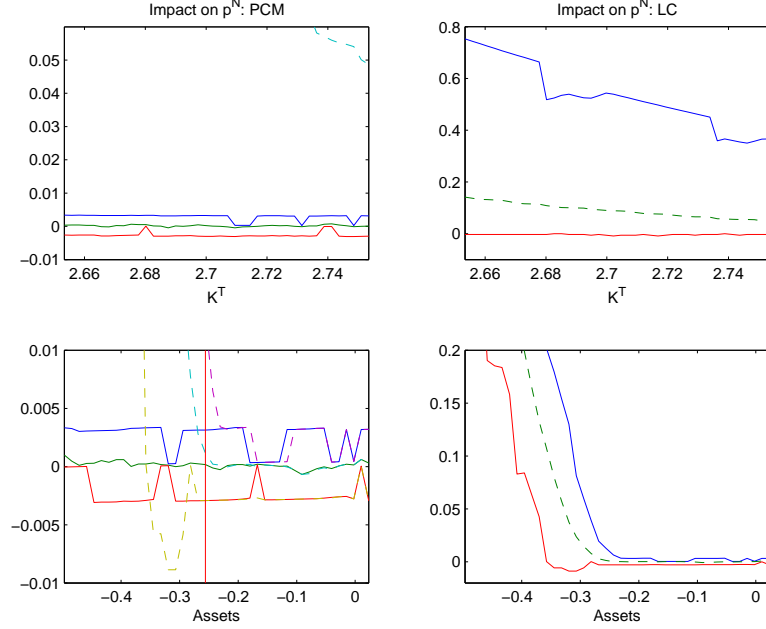 Impact on p^N: PCM
0.05
0.04
0.03
0.02
0.01
0
−0.01
2.66 2.68 2.7 2.72 2.74
K^T
Impact on p^N: LC
0.8
0.6
0.4
0.2
0
2.66 2.68 2.7 2.72 2.74
K^T
0.01
0.005
0
−0.005
−0.01
−0.4 −0.3 −0.2 −0.1 0
Assets
0.2
0.15
0.1
0.05
0
−0.4 −0.3 −0.2 −0.1 0
Assets